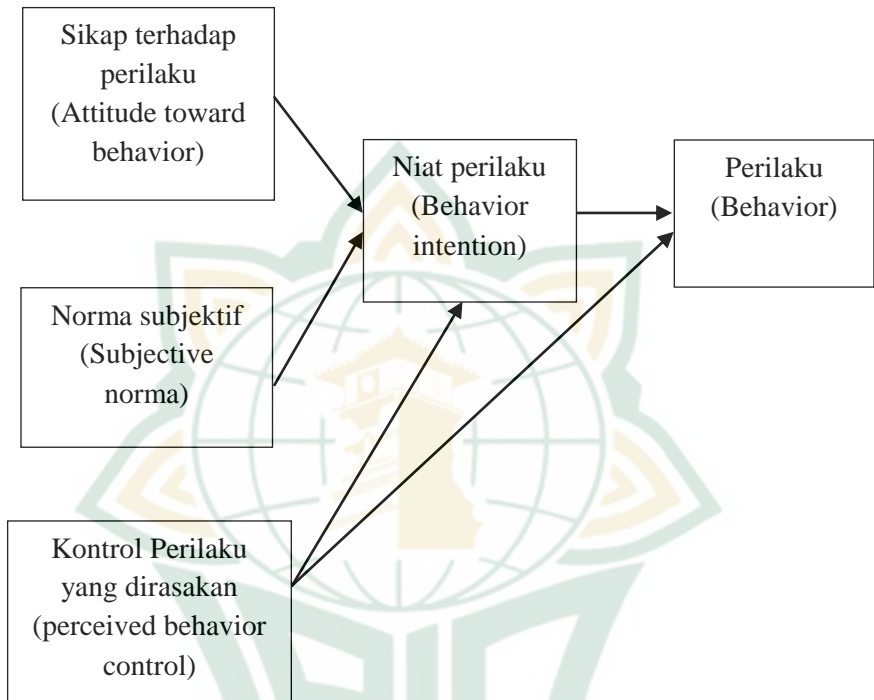 Sikap terhadap
perilaku
(Attitude toward
behavior)
Niat perilaku
(Behavior
intention)
Perilaku
(Behavior)
Norma subjektif
(Subjective
norma)
Kontrol Perilaku
yang dirasakan
(perceived behavior
control)